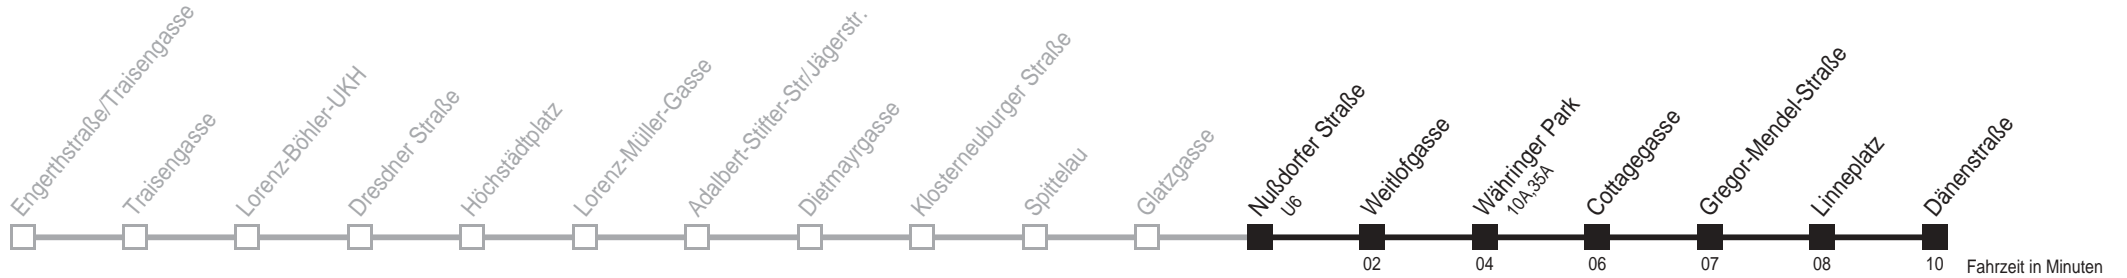 Engerthstraße/Traisengasse
Traisengasse
Lorenz-Böhler-UKH
Dresdner Straße
Höchstädtplatz
Lorenz-Müller-Gasse
Adalbert-Stifter-Str/Jägerstr.
Dietmayrgasse
Klosterneuburger Straße
Spittelau
Glatzgasse
Nußdorfer Straße
U6
Weitlofgasse
Währinger Park
10A,35A
Cottagegasse
Gregor-Mendel-Straße
Linneplatz
Dänenstraße
02 04 06 07 08 10 Fahrzeit in Minuten